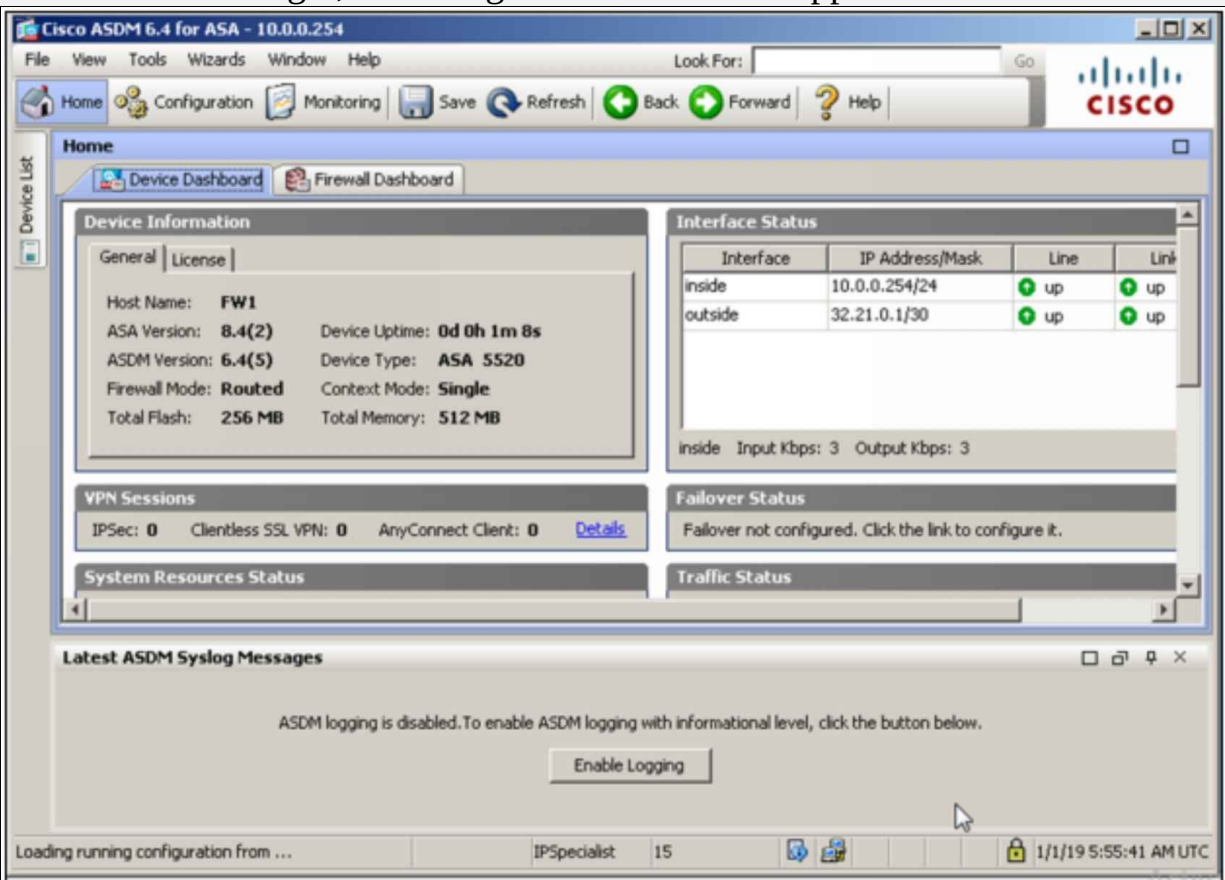 Cisco ASDM 6.4 for ASA - 10.0.0.254
File View Tools Wizards Window Help Look For: Go
Home Configuration Monitoring Save Refresh Back Forward Help
CISCO
Device List
Home
Device Dashboard Firewall Dashboard
Device Information
General License
Host Name: FW1
ASA Version: 8.4(2) Device Uptime: 0d 0h 1m 8s
ASDM Version: 6.4(5) Device Type: ASA 5520
Firewall Mode: Routed Context Mode: Single
Total Flash: 256 MB Total Memory: 512 MB
Interface Status
Interface IP Address/Mask Line Link
inside 10.0.0.254/24 up up
outside 32.21.0.1/30 up up
inside Input Kbps: 3 Output Kbps: 3
VPN Sessions
IPSec: 0 Clientless SSL VPN: 0 AnyConnect Client: 0 Details
Failover Status
Failover not configured. Click the link to configure it.
System Resources Status
Traffic Status
Latest ASDM Syslog Messages
ASDM logging is disabled.To enable ASDM logging with informational level, click the button below.
Enable Logging
Loading running configuration from ... IPSpecialist 15 1/1/19 5:55:41 AM UTC